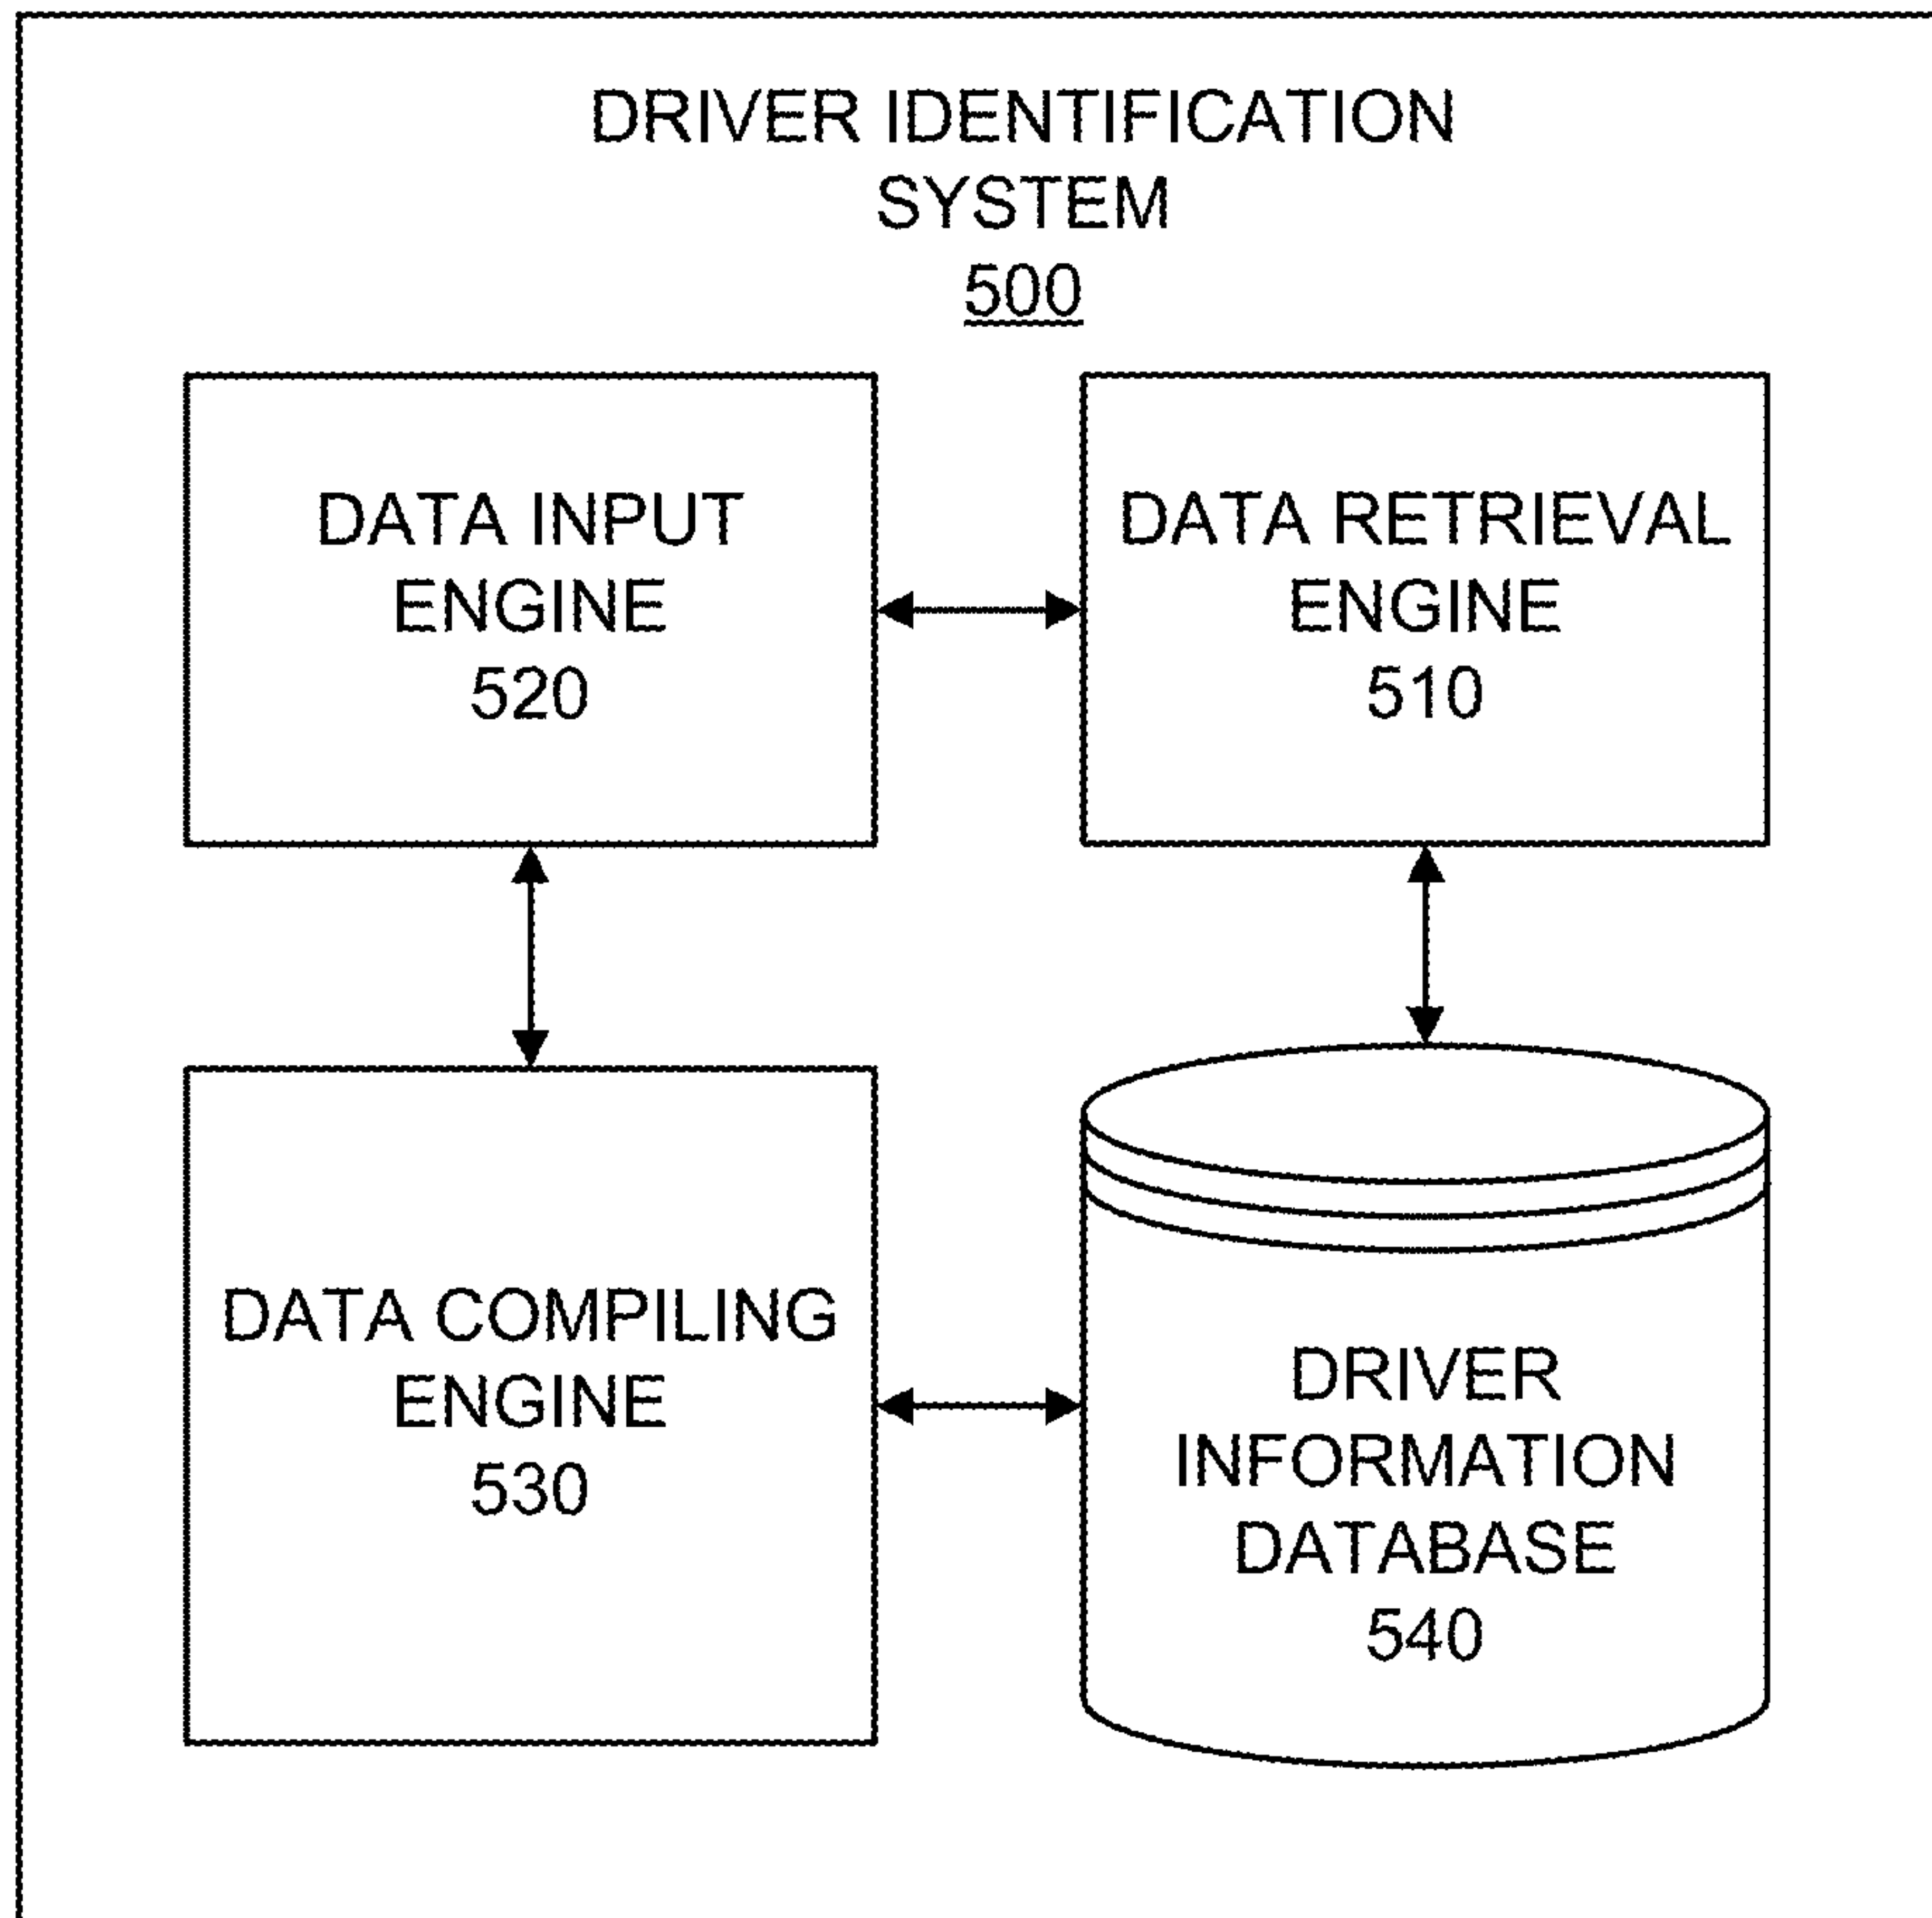 DRIVER IDENTIFICATION
SYSTEM
500
DATA INPUT
ENGINE
520
DATA RETRIEVAL
ENGINE
510
DATA COMPILING
ENGINE
530
DRIVER
INFORMATION
DATABASE
540